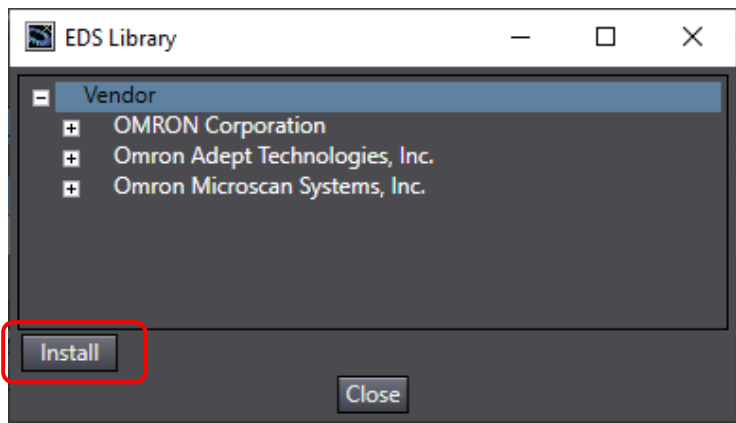 EDS Library
Vendor
OMRON Corporation
Omron Adept Technologies, Inc.
Omron Microscan Systems, Inc.
Install
Close